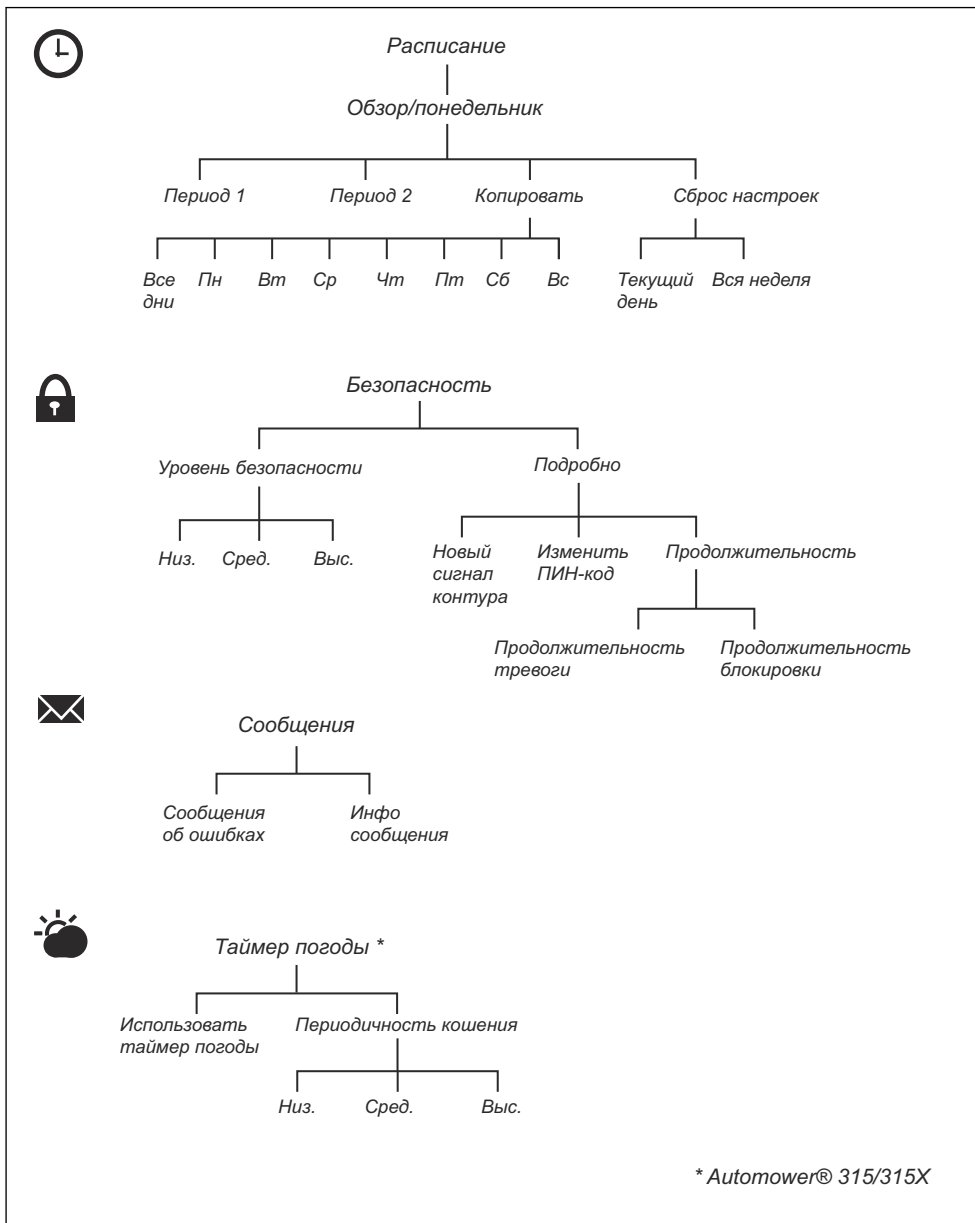 Расписание
Обзор/понедельник
Период 1 Период 2 Копировать Сброс настроек
Все дни Пн Вт Ср Чт Пт Сб Вс Текущий день Вся неделя
Безопасность
Уровень безопасности Подробно
Низ. Сред. Выс. Новый сигнал контура Изменить ПИН-код Продолжительность
Продолжительность тревоги Продолжительность блокировки
Сообщения
Сообщения об ошибках Инфо сообщения
Таймер погоды *
Использовать таймер погоды Периодичность кошения
Низ. Сред. Выс.
* Automower® 315/315X